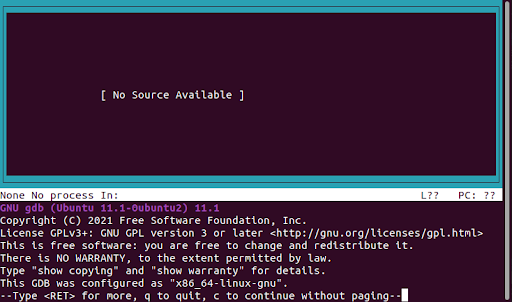 [ No Source Available ]
None No process In: L?? PC: ??
GNU gdb (Ubuntu 11.1-0ubuntu2) 11.1
Copyright (C) 2021 Free Software Foundation, Inc.
License GPLv3+: GNU GPL version 3 or later <http://gnu.org/licenses/gpl.html>
This is free software: you are free to change and redistribute it.
There is NO WARRANTY, to the extent permitted by law.
Type "show copying" and "show warranty" for details.
This GDB was configured as "x86_64-linux-gnu".
--Type <RET> for more, q to quit, c to continue without paging--